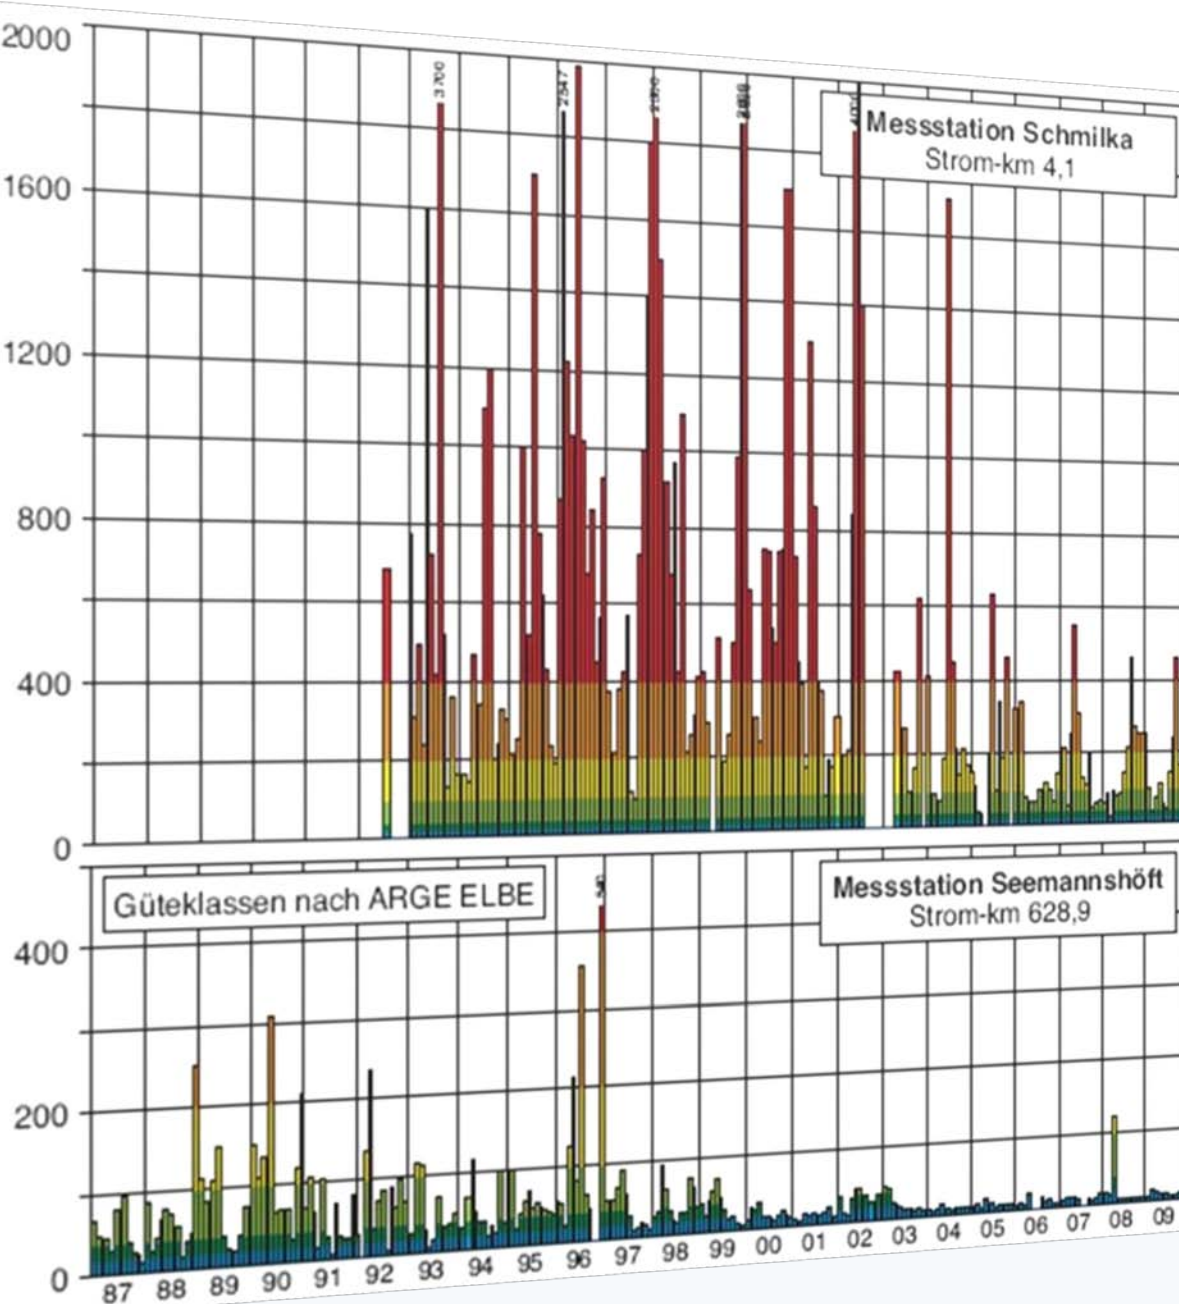 2000
3700
2547
Messstation Schmilka
Strom-km 4,1
1600
1200
800
400
0
Güteklassen nach ARGE ELBE
Messstation Seemannshöft
Strom-km 628,9
400
200
0
87 88 89 90 91 92 93 94 95 96 97 98 99 00 01 02 03 04 05 06 07 08 09